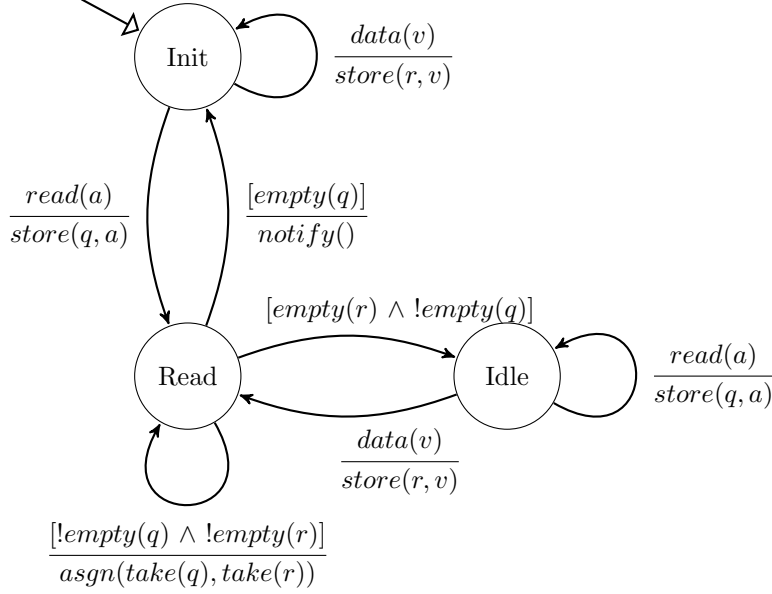 Init
data(v)
store(r, v)
read(a)
store(q, a)
[empty(q)]
notify()
[empty(r) ∧ !empty(q)]
Read
Idle
read(a)
store(q, a)
data(v)
store(r, v)
[!empty(q) ∧ !empty(r)]
asgn(take(q), take(r))